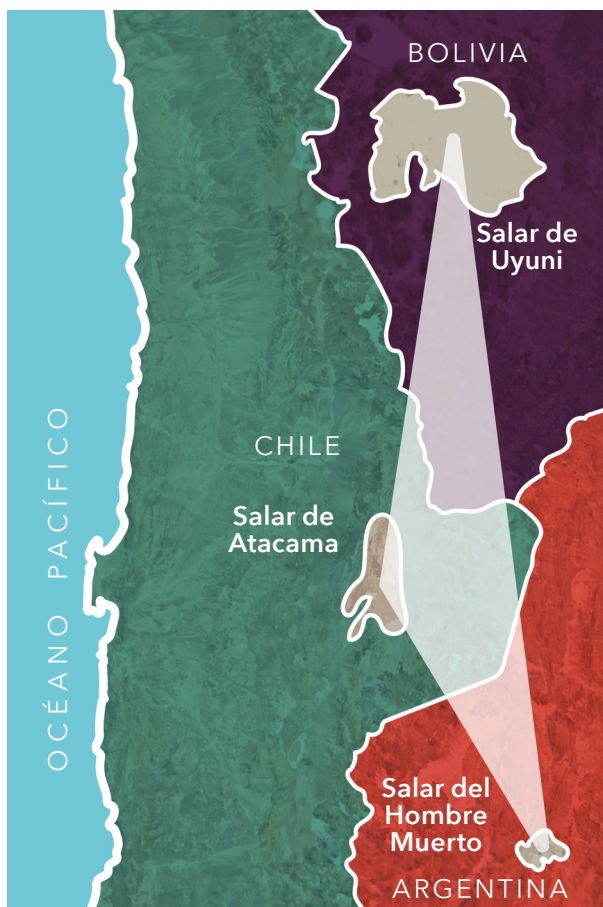 BOLIVIA
Salar de
Uyuni
CHILE
Salar de
Atacama
OCÉANO PACÍFICO
Salar del
Hombre
Muerto
ARGENTINA